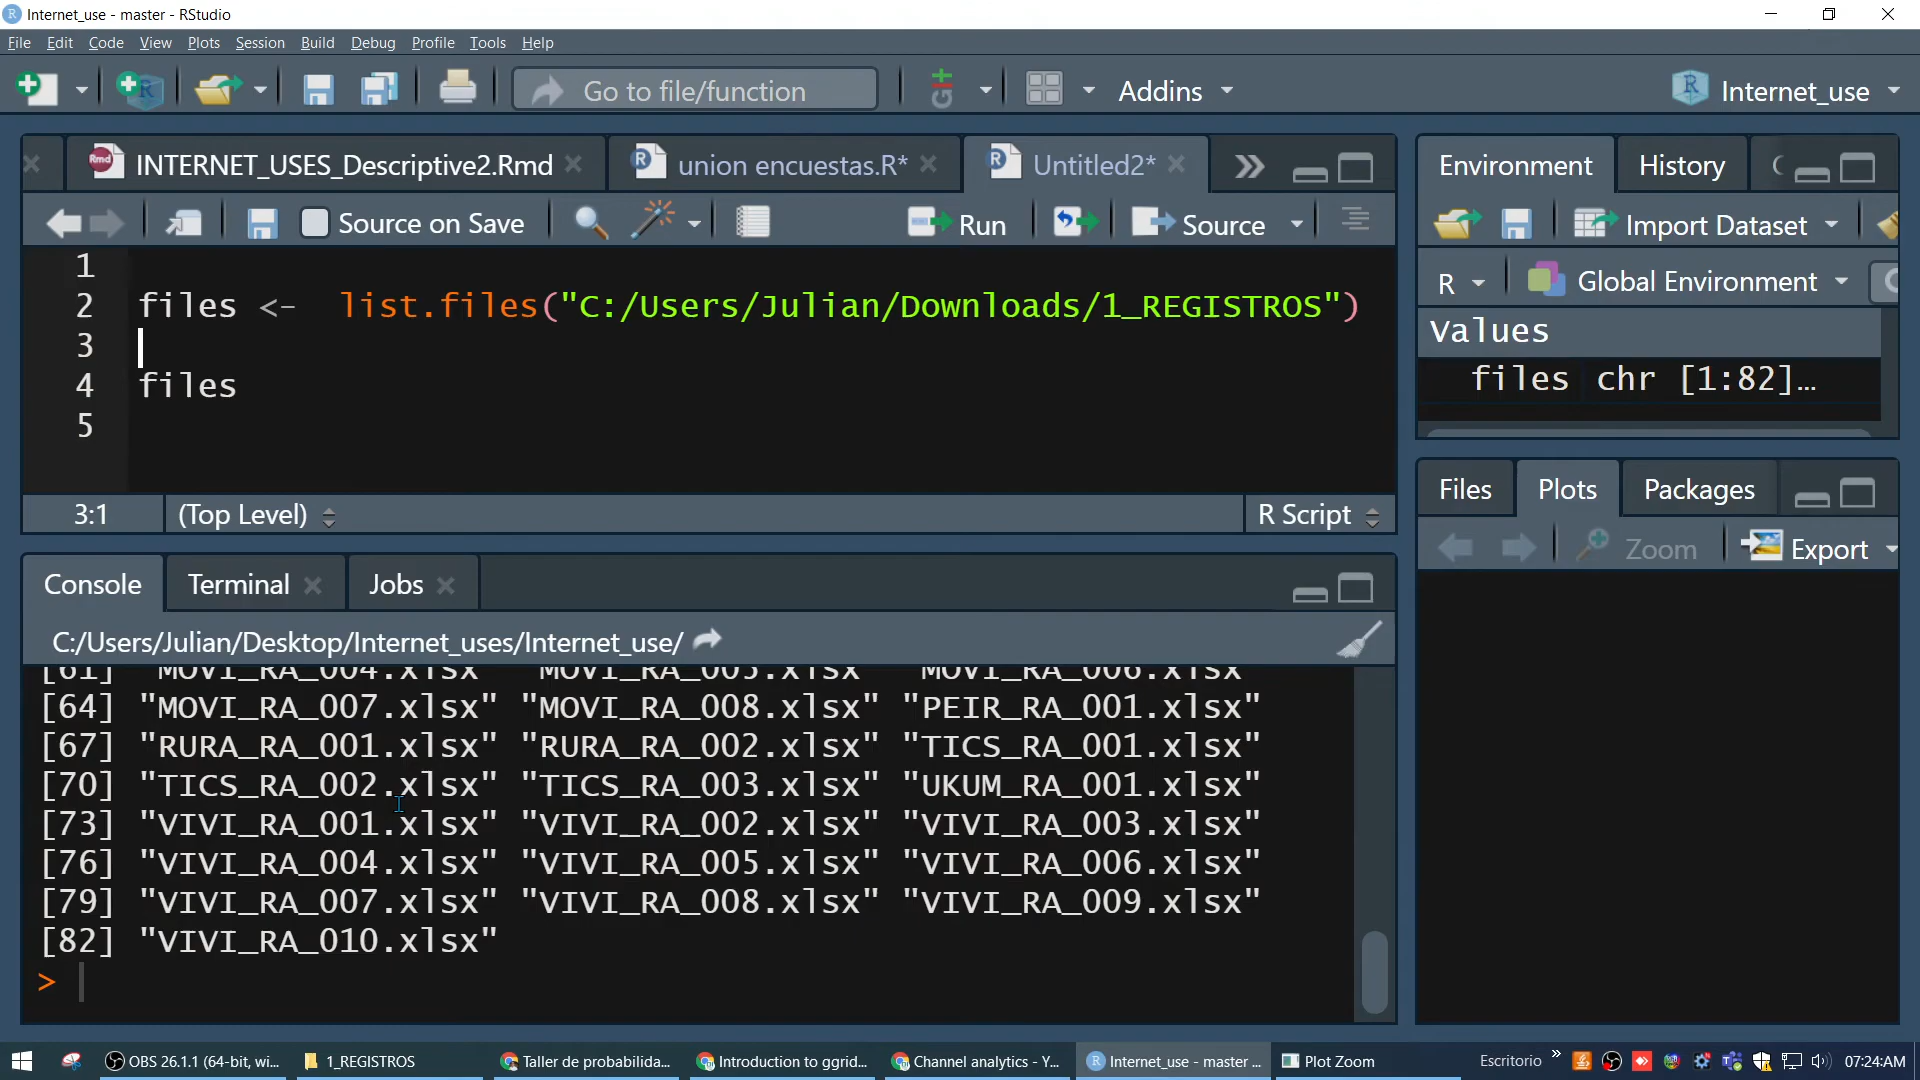 Internet_use - master - RStudio
File Edit Code View Plots Session Build Debug Profile Tools Help
Go to file/function
Addins
Internet_use
INTERNET_USES_Descriptive2.Rmd
union encuestas.R*
Untitled2*
Source on Save
Run
Source
1
2 files <- list.files("C:/Users/Julian/Downloads/1_REGISTROS")
3
4 files
5
3:1 (Top Level) R Script
Console Terminal Jobs
C:/Users/Julian/Desktop/Internet_uses/Internet_use/
[61] "MOVI_RA_004.xlsx" "MOVI_RA_005.xlsx" "MOVI_RA_006.xlsx"
[64] "MOVI_RA_007.xlsx" "MOVI_RA_008.xlsx" "PEIR_RA_001.xlsx"
[67] "RURA_RA_001.xlsx" "RURA_RA_002.xlsx" "TICS_RA_001.xlsx"
[70] "TICS_RA_002.xlsx" "TICS_RA_003.xlsx" "UKUM_RA_001.xlsx"
[73] "VIVI_RA_001.xlsx" "VIVI_RA_002.xlsx" "VIVI_RA_003.xlsx"
[76] "VIVI_RA_004.xlsx" "VIVI_RA_005.xlsx" "VIVI_RA_006.xlsx"
[79] "VIVI_RA_007.xlsx" "VIVI_RA_008.xlsx" "VIVI_RA_009.xlsx"
[82] "VIVI_RA_010.xlsx"
>
Environment History
Import Dataset
R Global Environment
Values
files chr [1:82]…
Files Plots Packages
Zoom Export
OBS 26.1.1 (64-bit, wi...
1_REGISTROS
Taller de probabilida...
Introduction to ggrid...
Channel analytics - Y...
Internet_use - master ...
Plot Zoom
Escritorio
07:24AM